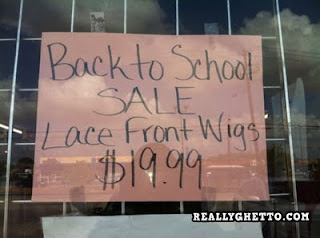 Back to School
SALE
Lace Front Wigs
$19.99
REALLYGHETTO.COM